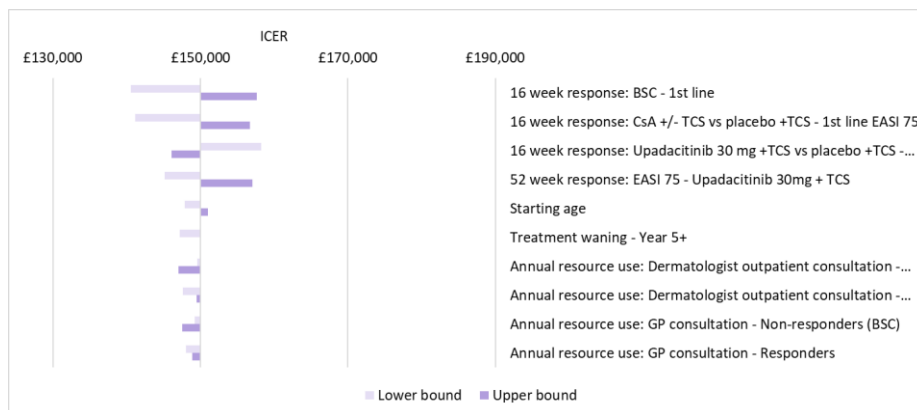 ICER
£130,000 £150,000 £170,000 £190,000
16 week response: BSC - 1st line
16 week response: CsA +/- TCS vs placebo +TCS - 1st line EASI 75
16 week response: Upadacitinib 30 mg +TCS vs placebo +TCS -...
52 week response: EASI 75 - Upadacitinib 30mg + TCS
Starting age
Treatment waning - Year 5+
Annual resource use: Dermatologist outpatient consultation -...
Annual resource use: Dermatologist outpatient consultation -...
Annual resource use: GP consultation - Non-responders (BSC)
Annual resource use: GP consultation - Responders
Lower bound Upper bound